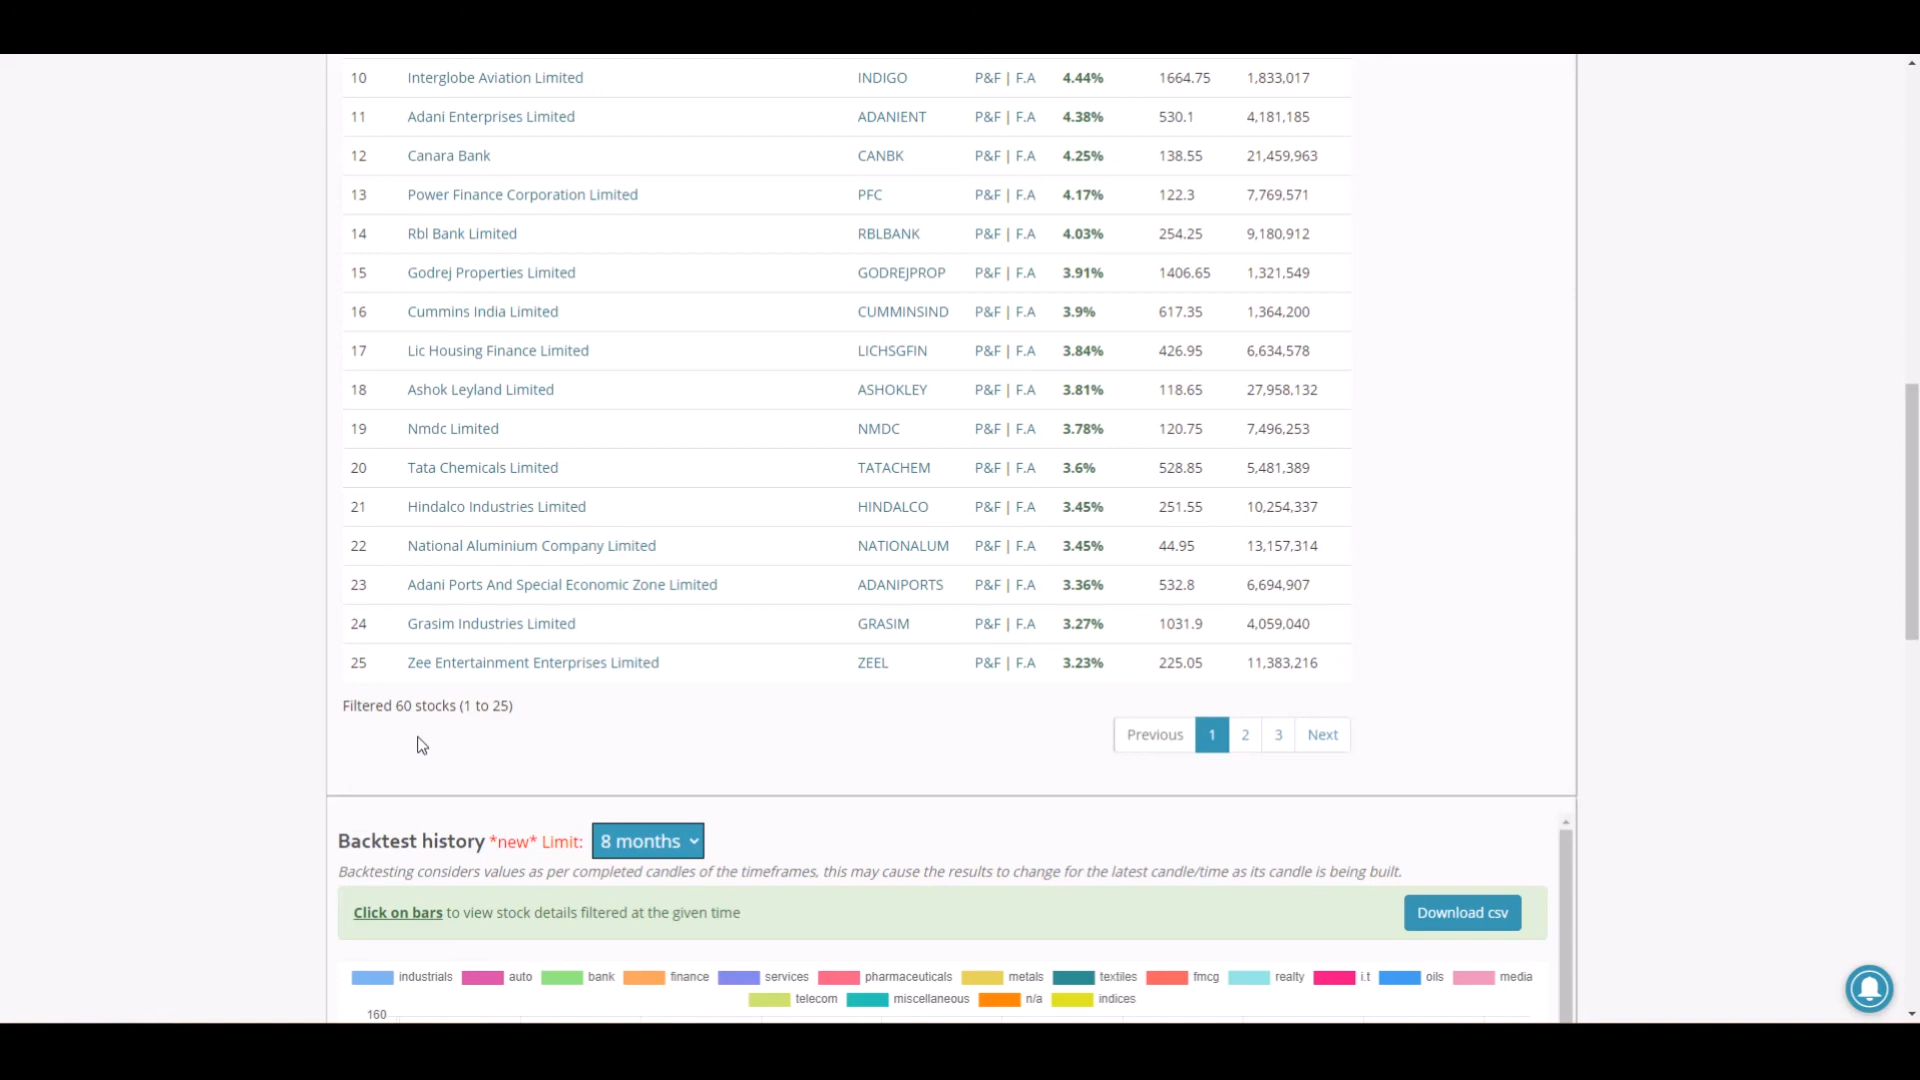 10 Interglobe Aviation Limited INDIGO P&F | F.A 4.44% 1664.75 1,833,017
11 Adani Enterprises Limited ADANIENT P&F | F.A 4.38% 530.1 4,181,185
12 Canara Bank CANBK P&F | F.A 4.25% 138.55 21,459,963
13 Power Finance Corporation Limited PFC P&F | F.A 4.17% 122.3 7,769,571
14 Rbl Bank Limited RBLBANK P&F | F.A 4.03% 254.25 9,180,912
15 Godrej Properties Limited GODREJPROP P&F | F.A 3.91% 1406.65 1,321,549
16 Cummins India Limited CUMMINSIND P&F | F.A 3.9% 617.35 1,364,200
17 Lic Housing Finance Limited LICHSGFIN P&F | F.A 3.84% 426.95 6,634,578
18 Ashok Leyland Limited ASHOKLEY P&F | F.A 3.81% 118.65 27,958,132
19 Nmdc Limited NMDC P&F | F.A 3.78% 120.75 7,496,253
20 Tata Chemicals Limited TATACHEM P&F | F.A 3.6% 528.85 5,481,389
21 Hindalco Industries Limited HINDALCO P&F | F.A 3.45% 251.55 10,254,337
22 National Aluminium Company Limited NATIONALUM P&F | F.A 3.45% 44.95 13,157,314
23 Adani Ports And Special Economic Zone Limited ADANIPORTS P&F | F.A 3.36% 532.8 6,694,907
24 Grasim Industries Limited GRASIM P&F | F.A 3.27% 1031.9 4,059,040
25 Zee Entertainment Enterprises Limited ZEEL P&F | F.A 3.23% 225.05 11,383,216
Filtered 60 stocks (1 to 25)
Previous 1 2 3 Next
Backtest history *new* Limit: 8 months
Backtesting considers values as per completed candles of the timeframes, this may cause the results to change for the latest candle/time as its candle is being built.
Click on bars to view stock details filtered at the given time Download csv
industrials auto bank finance services pharmaceuticals metals textiles fmcg realty i.t oils media
telecom miscellaneous n/a indices
160